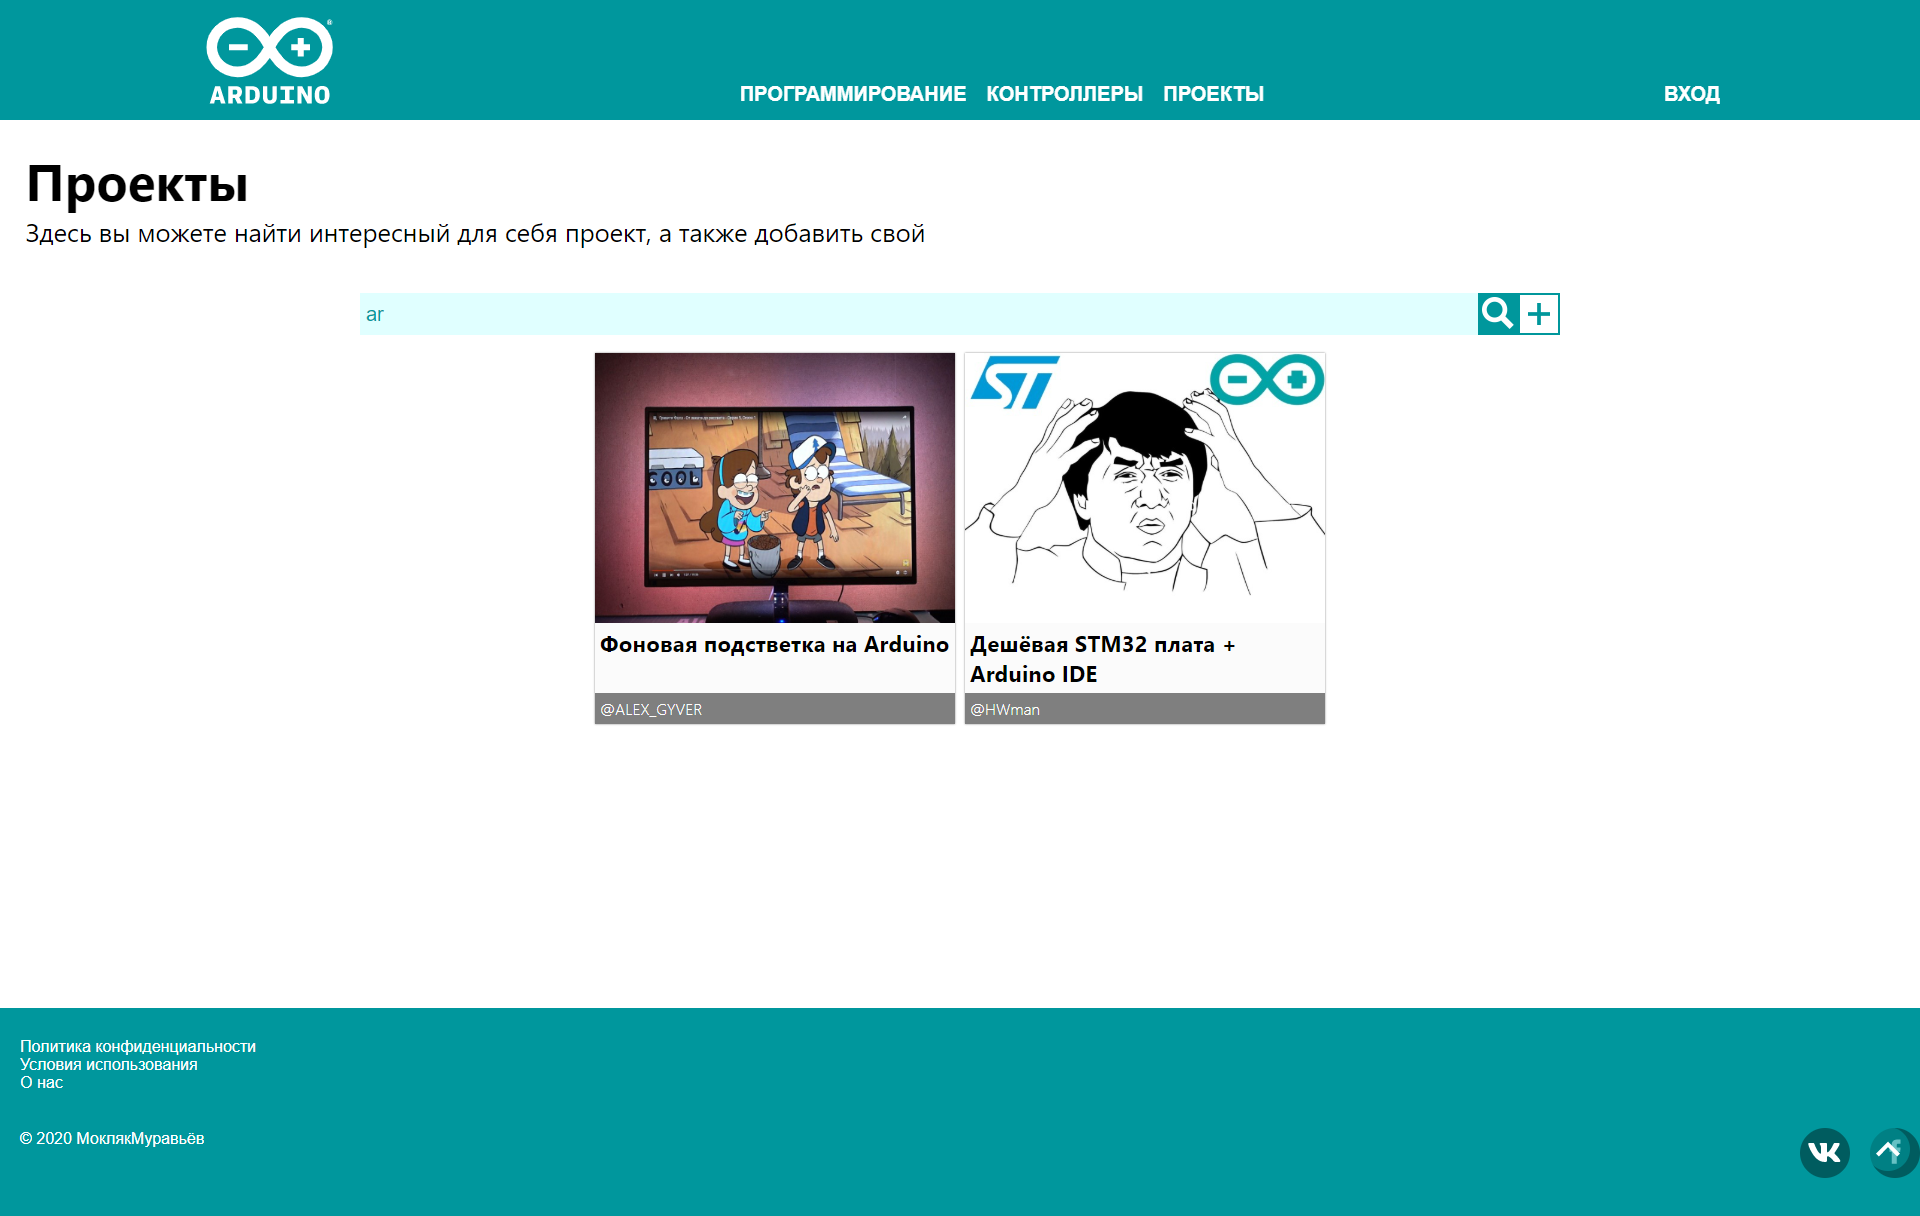 ARDUINO
ПРОГРАММИРОВАНИЕ КОНТРОЛЛЕРЫ ПРОЕКТЫ ВХОД
Проекты
Здесь вы можете найти интересный для себя проект, а также добавить свой
ar
COOL
ST
Фоновая подстветка на Arduino
Дешёвая STM32 плата +
Arduino IDE
@ALEX_GYVER
@HWman
Политика конфиденциальности
Условия использования
О нас
© 2020 МоклякМуравьёв